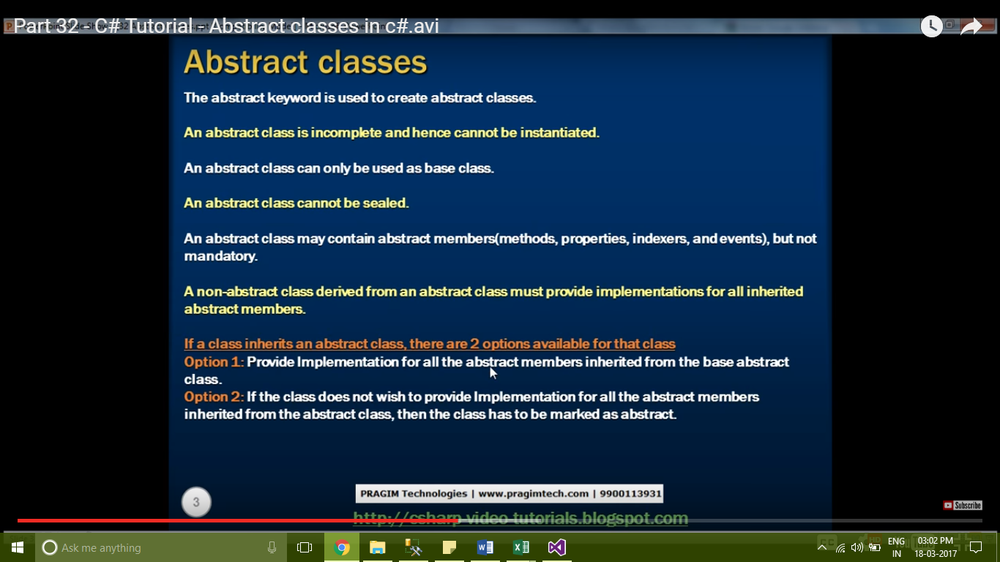 Part 32 - C# Tutorial - Abstract classes in c#.avi
Abstract classes
The abstract keyword is used to create abstract classes.
An abstract class is incomplete and hence cannot be instantiated.
An abstract class can only be used as base class.
An abstract class cannot be sealed.
An abstract class may contain abstract members(methods, properties, indexers, and events), but not
mandatory.
A non-abstract class derived from an abstract class must provide implementations for all inherited
abstract members.
If a class inherits an abstract class, there are 2 options available for that class
Option 1: Provide Implementation for all the abstract members inherited from the base abstract
class.
Option 2: If the class does not wish to provide Implementation for all the abstract members
inherited from the abstract class, then the class has to be marked as abstract.
3
PRAGIM Technologies | www.pragimtech.com | 9900113931
Subscribe
http://csharp-video-tutorials.blogspot.com
Ask me anything
ENG
IN
03:02 PM
18-03-2017